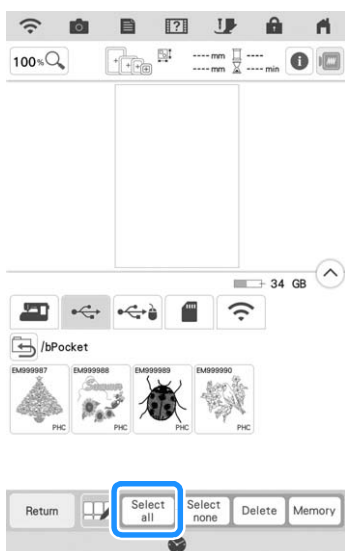 100%
---- mm ----
---- mm ---- min
34 GB
/bPocket
EM999987 EM999988 EM999989 EM999990
PHC PHC PHC PHC
Return Select all Select none Delete Memory